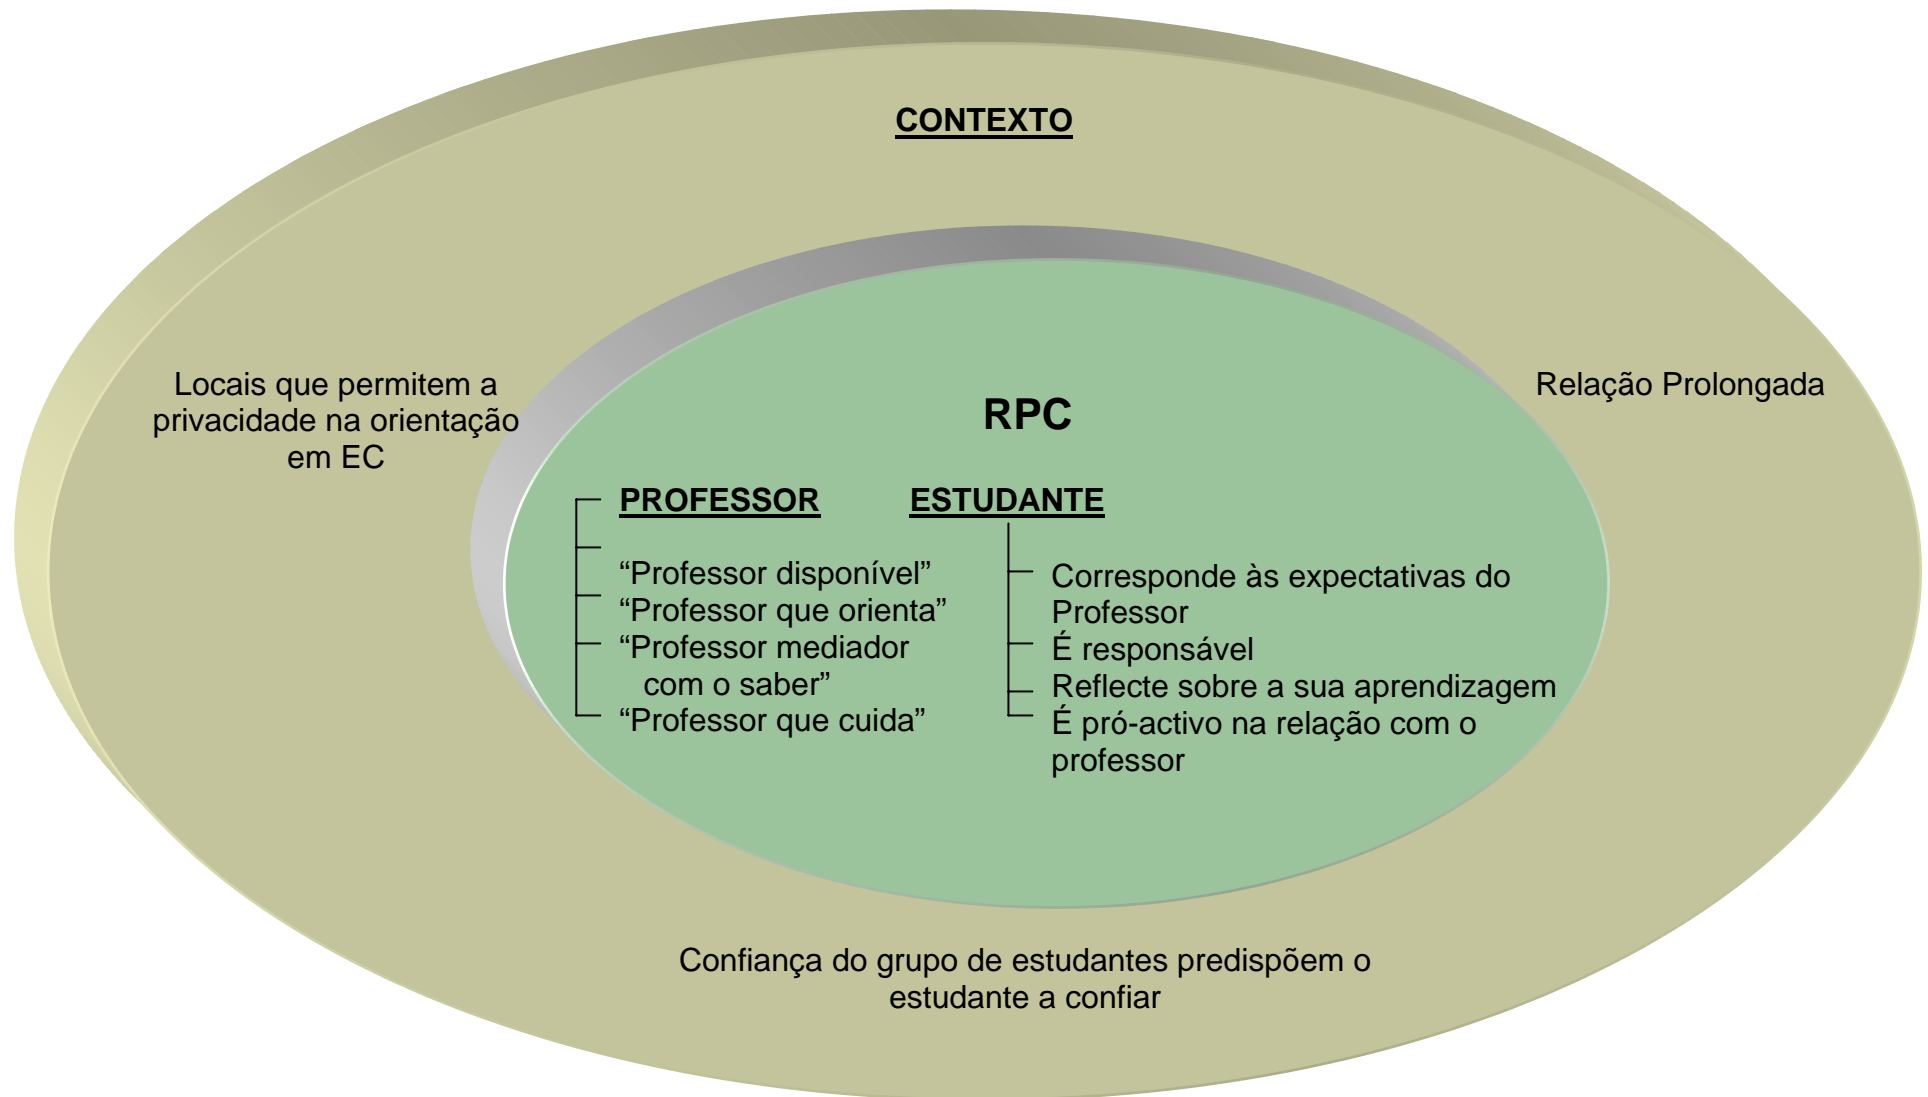 CONTEXTO
Locais que permitem a
privacidade na orientação
em EC
Relação Prolongada
RPC
PROFESSOR
“Professor disponível”
“Professor que orienta”
“Professor mediador
com o saber”
“Professor que cuida”
ESTUDANTE
Corresponde às expectativas do
Professor
É responsável
Reflecte sobre a sua aprendizagem
É pró-activo na relação com o
professor
Confiança do grupo de estudantes predispõem o
estudante a confiar